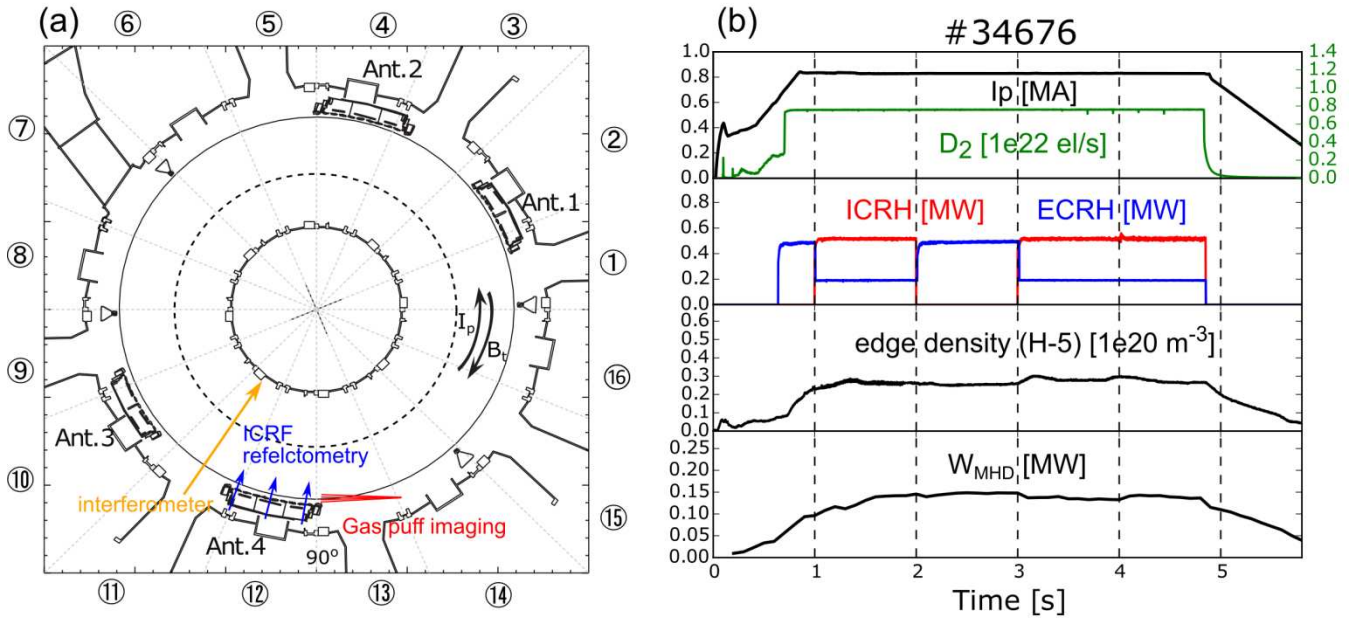 (a)
⑥ ⑤ ④ ③
Ant.2
⑦ ②
Ant.1
⑧ ①
Ip
Bt
⑨ ⑯
Ant.3
ICRF
refelctometry
⑩
interferometer
Gas puff imaging
⑮
Ant.4
90°
⑪ ⑫ ⑬ ⑭
(b)
#34676
1.0 1.4
0.8 1.2
0.6 1.0
0.4 0.8
0.2 0.6
0.0 0.4
0.2
0.0
Ip [MA]
D2 [1e22 el/s]
1.0
0.8
0.6
0.4
0.2
0.0
ICRH [MW] ECRH [MW]
0.6
0.5
0.4
0.3
0.2
0.1
0.0
edge density (H-5) [1e20 m-3]
0.25
0.20
0.15
0.10
0.05
0.00
WMHD [MW]
0 1 2 3 4 5
Time [s]